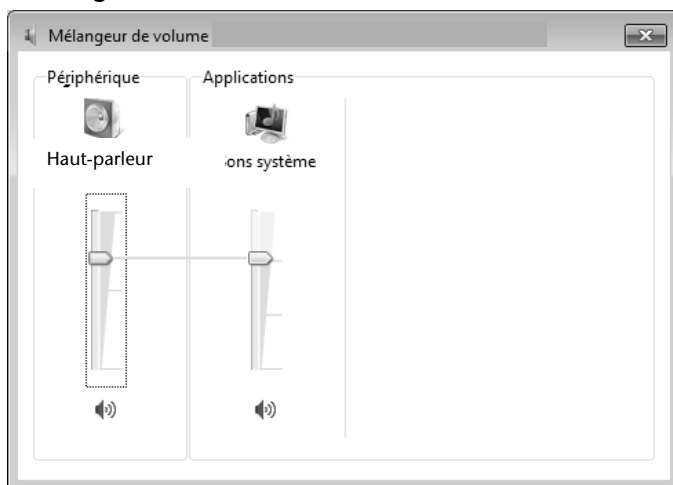 Mélangeur de volume
Périphérique
Applications
Haut-parleur
ons système